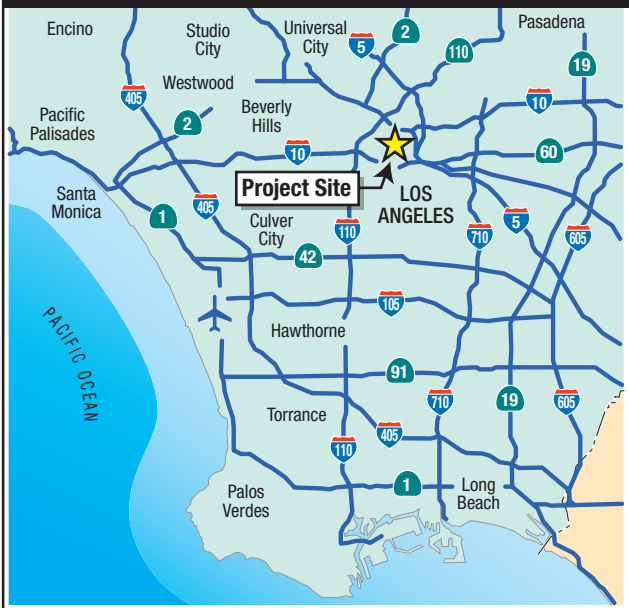 Encino
Studio
City
Universal
City
2
Pasadena
5
110
19
Westwood
405
10
Beverly
Hills
Pacific
Palisades
2
10
60
Project Site
LOS
ANGELES
Santa
Monica
1
405
Culver
City
110
710
5
605
42
105
PACIFIC OCEAN
Hawthorne
91
710
19
605
Torrance
405
110
1
Palos
Verdes
Long
Beach